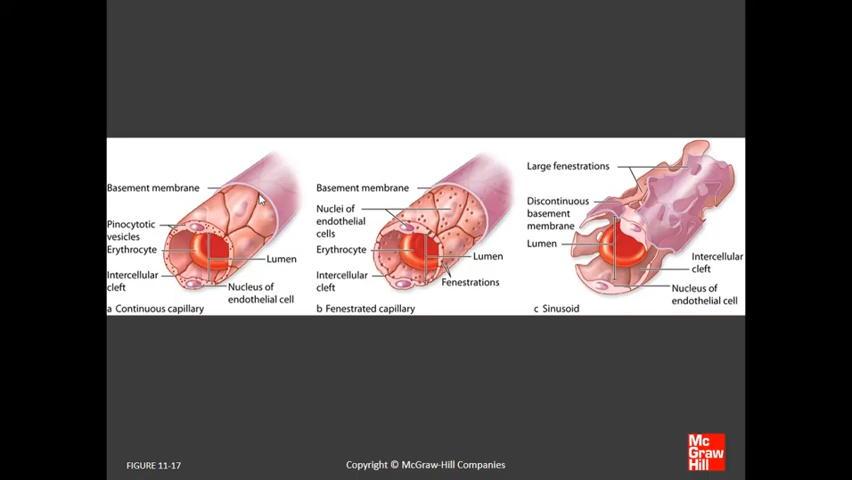 Basement membrane
Pinocytotic
vesicles
Erythrocyte
Intercellular
cleft
Lumen
Nucleus of
endothelial cell
a Continuous capillary
Basement membrane
Nuclei of
endothelial
cells
Erythrocyte
Intercellular
cleft
Lumen
Fenestrations
b Fenestrated capillary
Large fenestrations
Discontinuous
basement
membrane
Lumen
Intercellular
cleft
Nucleus of
endothelial cell
c Sinusoid
FIGURE 11-17
Copyright © McGraw-Hill Companies
Mc
Graw
Hill